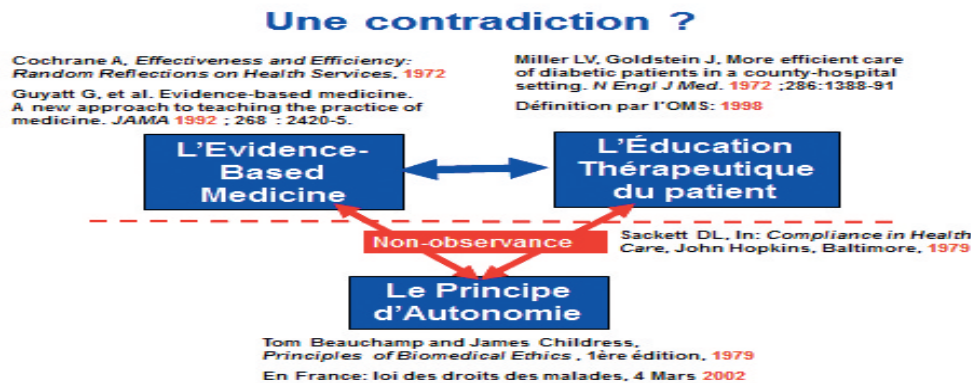 Une contradiction ?
Cochrane A, Effectiveness and Efficiency:
Random Reflections on Health Services, 1972
Guyatt G, et al. Evidence-based medicine.
A new approach to teaching the practice of
medicine. JAMA 1992 ; 268 : 2420-5.
Miller LV, Goldstein J, More efficient care
of diabetic patients in a county-hospital
setting. N Engl J Med. 1972 ;286:1388-91
Définition par l'OMS: 1998
L'Evidence-
Based
Medicine
L'Éducation
Thérapeutique
du patient
Non-observance
Sackett DL, In: Compliance in Health
Care, John Hopkins, Baltimore, 1979
Le Principe
d'Autonomie
Tom Beauchamp and James Childress,
Principles of Biomedical Ethics , 1ère édition, 1979
En France: loi des droits des malades, 4 Mars 2002